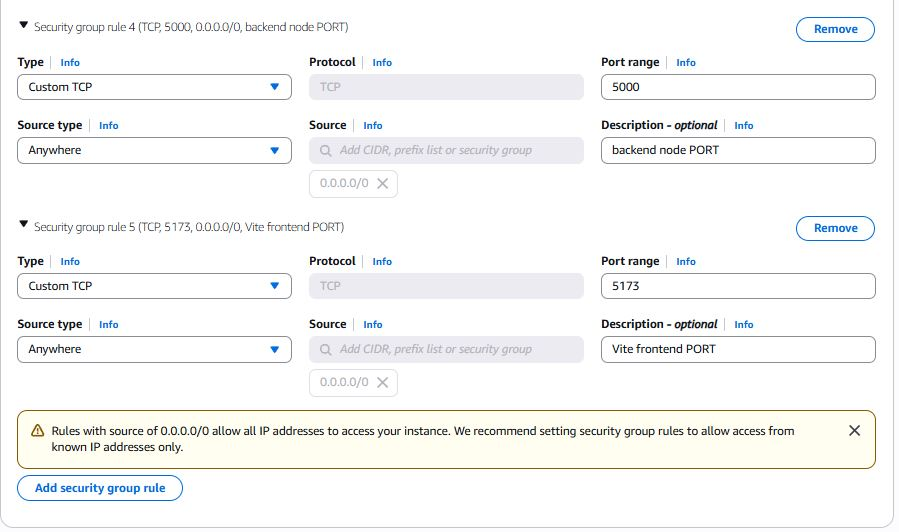 Security group rule 4 (TCP, 5000, 0.0.0.0/0, backend node PORT)
Remove
Type Info Protocol Info Port range Info
Custom TCP TCP 5000
Source type Info Source Info Description - optional Info
Anywhere Add CIDR, prefix list or security group backend node PORT
0.0.0.0/0
Security group rule 5 (TCP, 5173, 0.0.0.0/0, Vite frontend PORT)
Remove
Type Info Protocol Info Port range Info
Custom TCP TCP 5173
Source type Info Source Info Description - optional Info
Anywhere Add CIDR, prefix list or security group Vite frontend PORT
0.0.0.0/0
Rules with source of 0.0.0.0/0 allow all IP addresses to access your instance. We recommend setting security group rules to allow access from
known IP addresses only.
Add security group rule